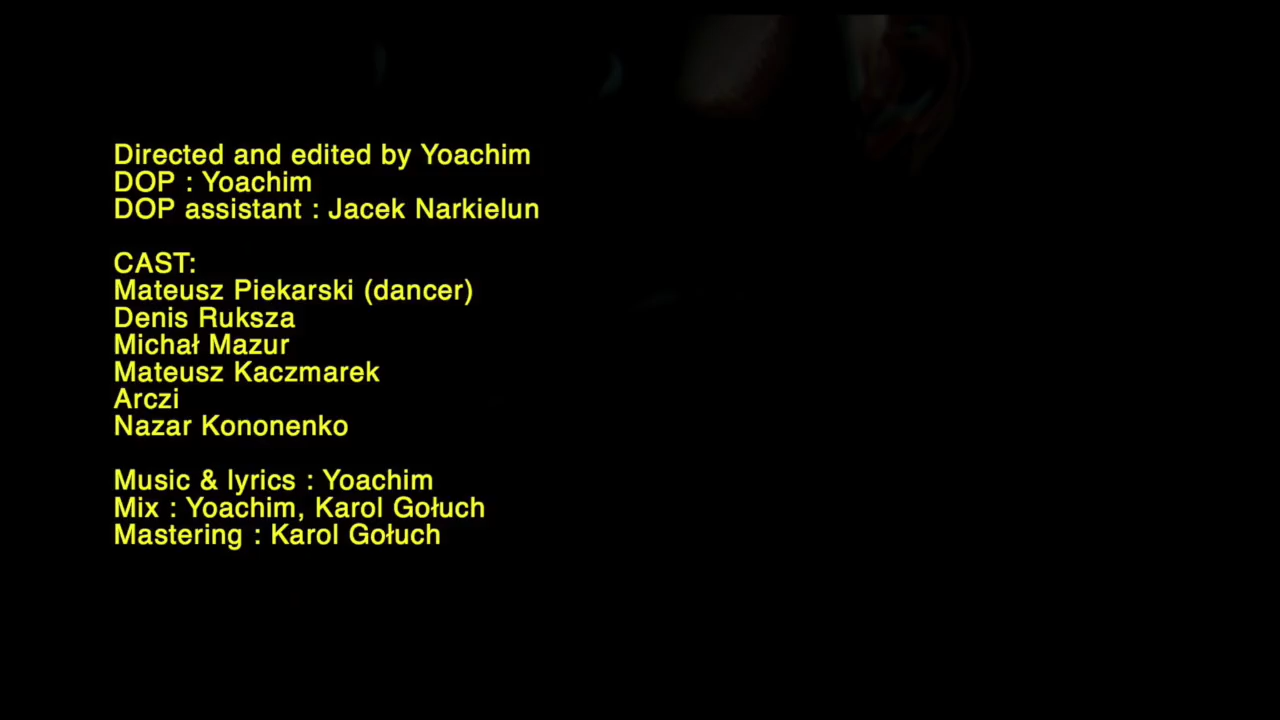 Directed and edited by Yoachim
DOP : Yoachim
DOP assistant : Jacek Narkielun
CAST:
Mateusz Piekarski (dancer)
Denis Ruksza
Michał Mazur
Mateusz Kaczmarek
Arczi
Nazar Kononenko
Music & lyrics : Yoachim
Mix : Yoachim, Karol Gołuch
Mastering : Karol Gołuch